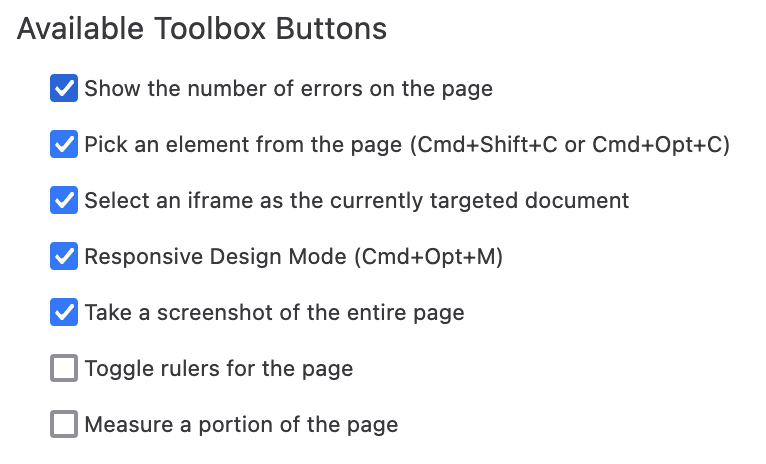 Available Toolbox Buttons
Show the number of errors on the page
Pick an element from the page (Cmd+Shift+C or Cmd+Opt+C)
Select an iframe as the currently targeted document
Responsive Design Mode (Cmd+Opt+M)
Take a screenshot of the entire page
Toggle rulers for the page
Measure a portion of the page